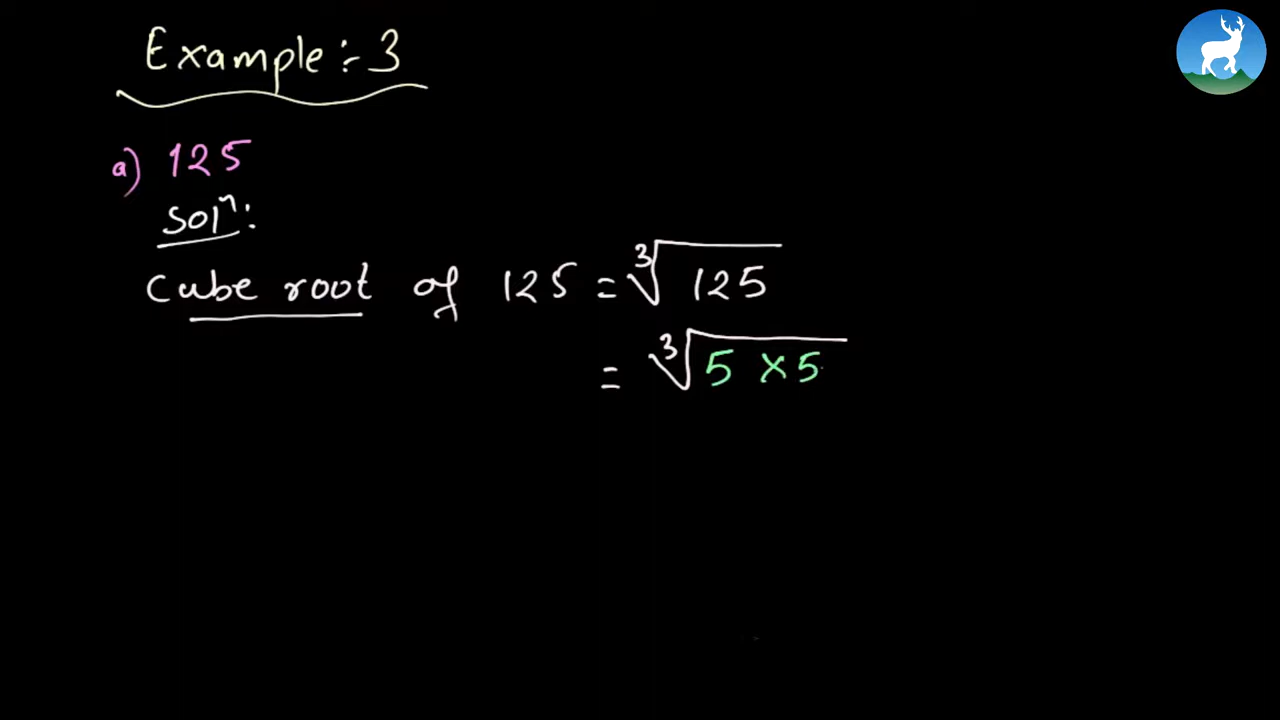 Example:- 3
a) 125
Solⁿ:
Cube root of 125 = ∛125
= ∛5 × 5